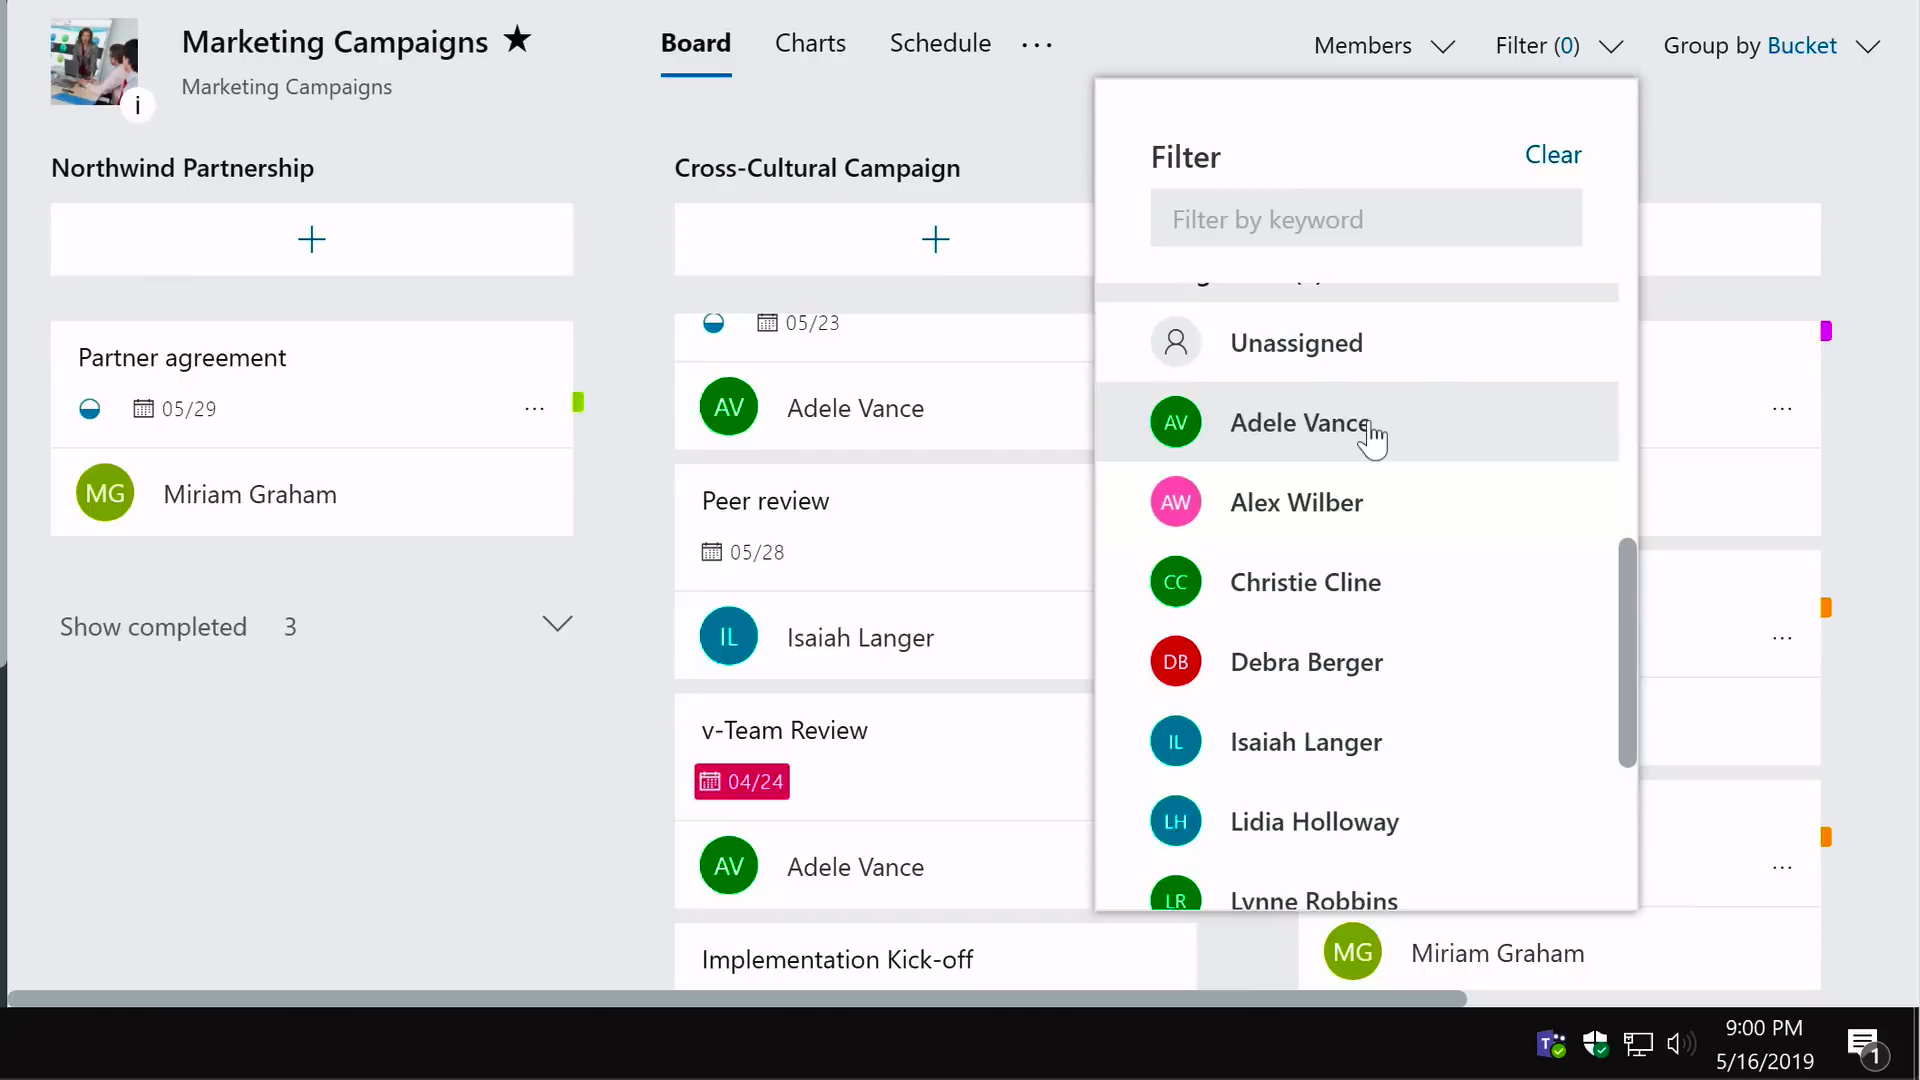 Marketing Campaigns
Marketing Campaigns
i
Board
Charts
Schedule
...
Members
Filter (0)
Group by Bucket
Northwind Partnership
+
Partner agreement
05/29
...
MG
Miriam Graham
Show completed 3
Cross-Cultural Campaign
+
05/23
AV
Adele Vance
Peer review
05/28
IL
Isaiah Langer
v-Team Review
04/24
AV
Adele Vance
Implementation Kick-off
Filter
Clear
Filter by keyword
Unassigned
AV
Adele Vance
AW
Alex Wilber
CC
Christie Cline
DB
Debra Berger
IL
Isaiah Langer
LH
Lidia Holloway
LR
Lynne Robbins
...
...
...
MG
Miriam Graham
T
9:00 PM
5/16/2019
1